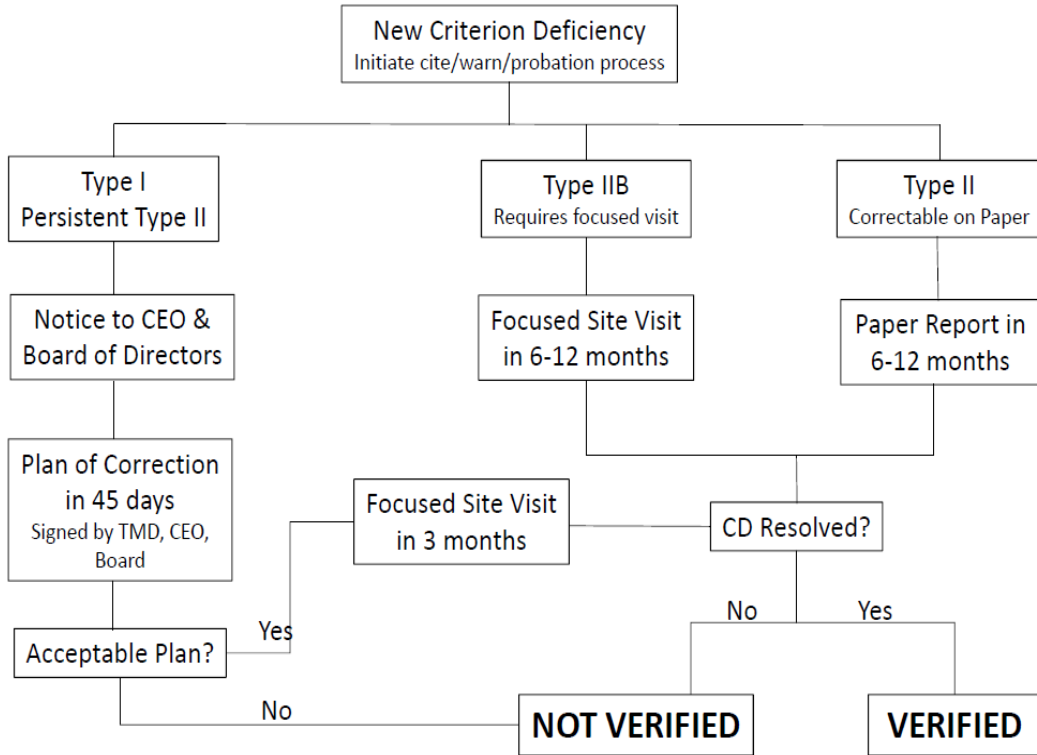 New Criterion Deficiency
Initiate cite/warn/probation process
Type I
Persistent Type II
Type IIB
Requires focused visit
Type II
Correctable on Paper
Notice to CEO &
Board of Directors
Focused Site Visit
in 6-12 months
Paper Report in
6-12 months
Plan of Correction
in 45 days
Signed by TMD, CEO,
Board
Focused Site Visit
in 3 months
CD Resolved?
Acceptable Plan?
Yes
No
No
Yes
NOT VERIFIED
VERIFIED